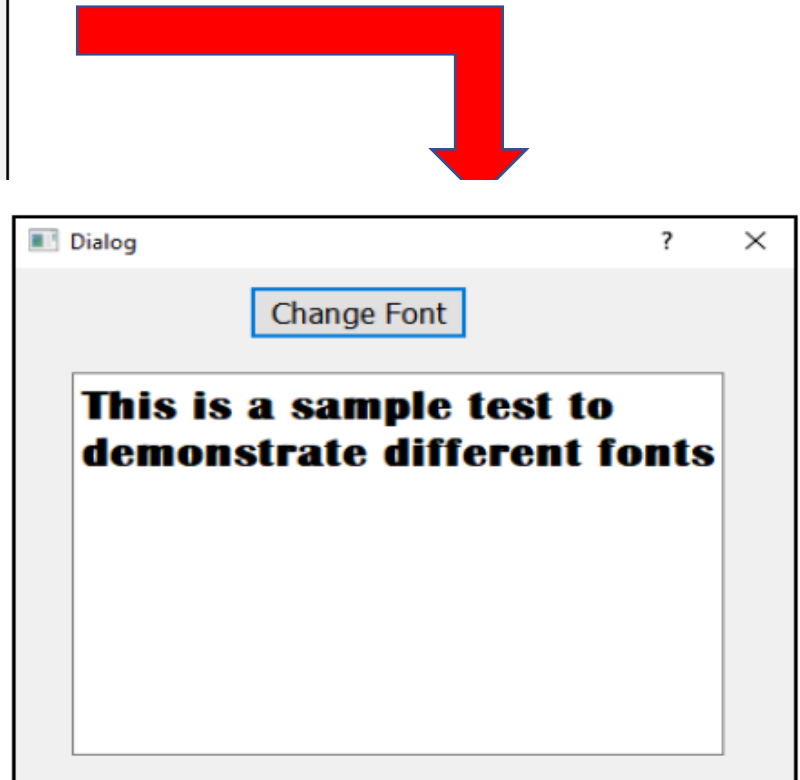 Dialog ?
Change Font
This is a sample test to
demonstrate different fonts